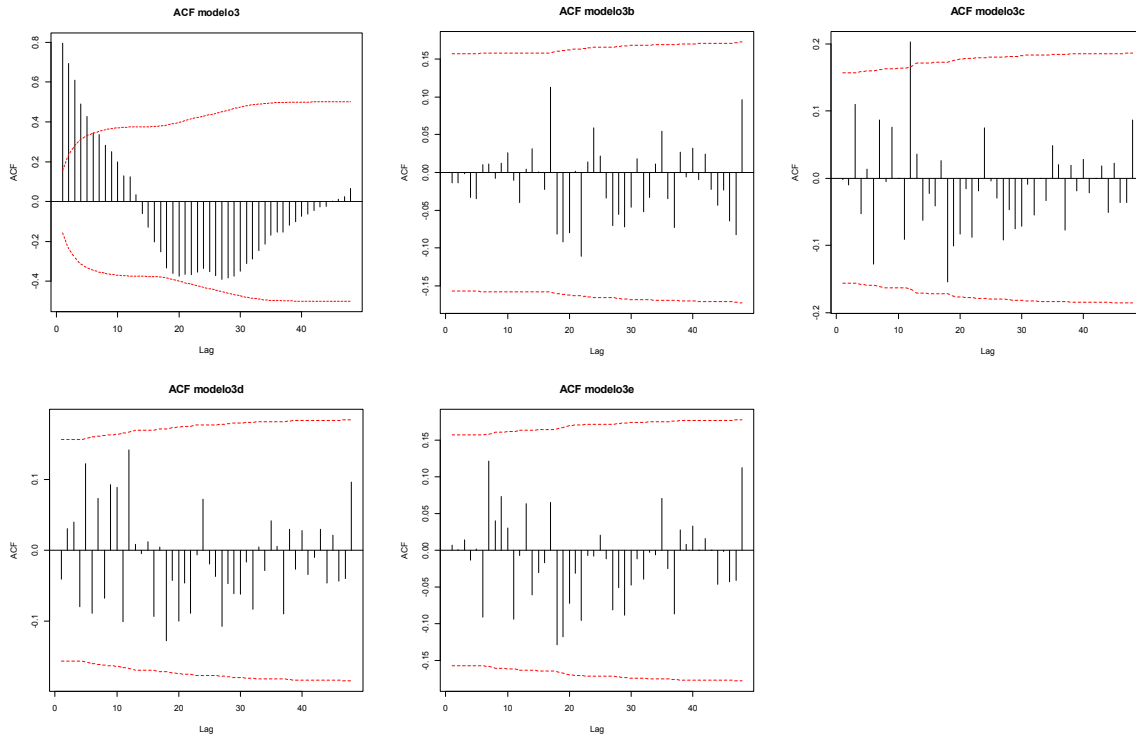 ACF modelo3
ACF
0.8
0.6
0.4
0.2
0.0
-0.2
-0.4
0 10 20 30 40
Lag
ACF modelo3b
ACF
0.15
0.10
0.05
0.00
-0.05
-0.10
-0.15
0 10 20 30 40
Lag
ACF modelo3c
ACF
0.2
0.1
0.0
-0.1
-0.2
0 10 20 30 40
Lag
ACF modelo3d
ACF
0.1
0.0
-0.1
0 10 20 30 40
Lag
ACF modelo3e
ACF
0.15
0.10
0.05
0.00
-0.05
-0.10
-0.15
0 10 20 30 40
Lag